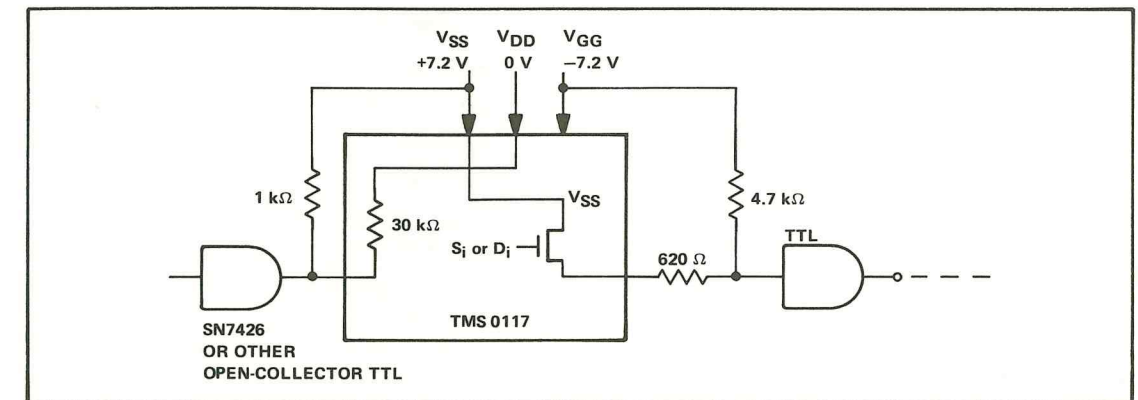 VSS VDD VGG
+7.2 V 0 V −7.2 V
1 kΩ
30 kΩ
VSS
Si or Di
4.7 kΩ
TTL
620 Ω
TMS 0117
SN7426
OR OTHER
OPEN-COLLECTOR TTL